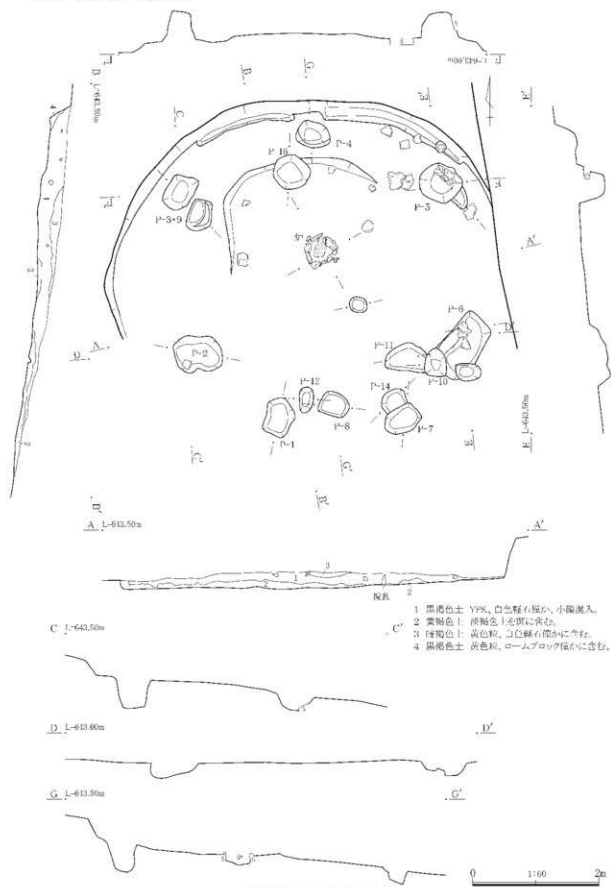 L-643.60m
F
F'
B L-643.50m
G
C
E
P-4
P-16
P-3・9
P-5
炉
A'
P-6
D'
A
D
P-2
P-11
P-10
P-12
P-14
P-1
P-8
P-7
E L-643.50m
C'
G'
B'
A L-643.50m
A'
1 黒褐色土 YPK、白色軽石僅か、小礫混入。
2 黄褐色土 淡褐色土を斑に含む。
3 暗褐色土 黄色粒、白色軽石僅かに含む。
4 黒褐色土 黄色粒、ロームブロック僅かに含む。
C L-643.50m
C'
D L-643.00m
D'
G L-643.50m
G'
0 1:60 2m